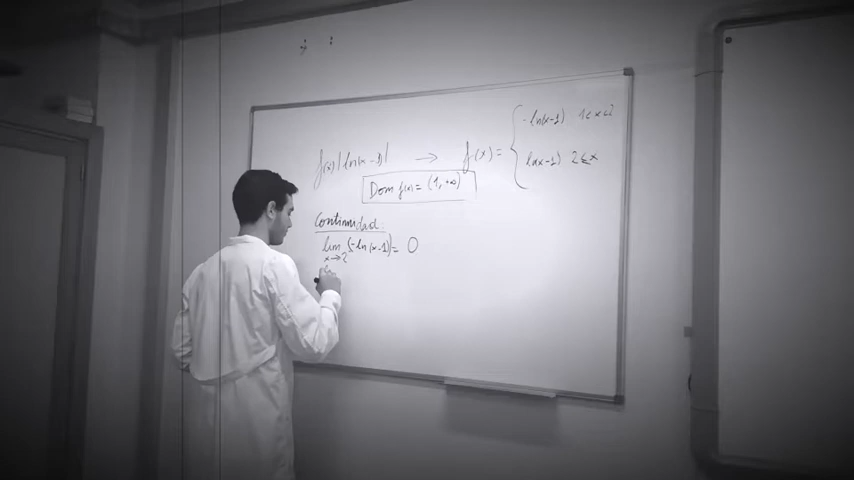 f(x)|ln(x-1)| → f(x) = { -ln(x-1) 1<x<2
ln(x-1) 2≤x
Dom f(x) = (1, +∞)
Continuidad:
lim (-ln(x-1)) = 0
x→2